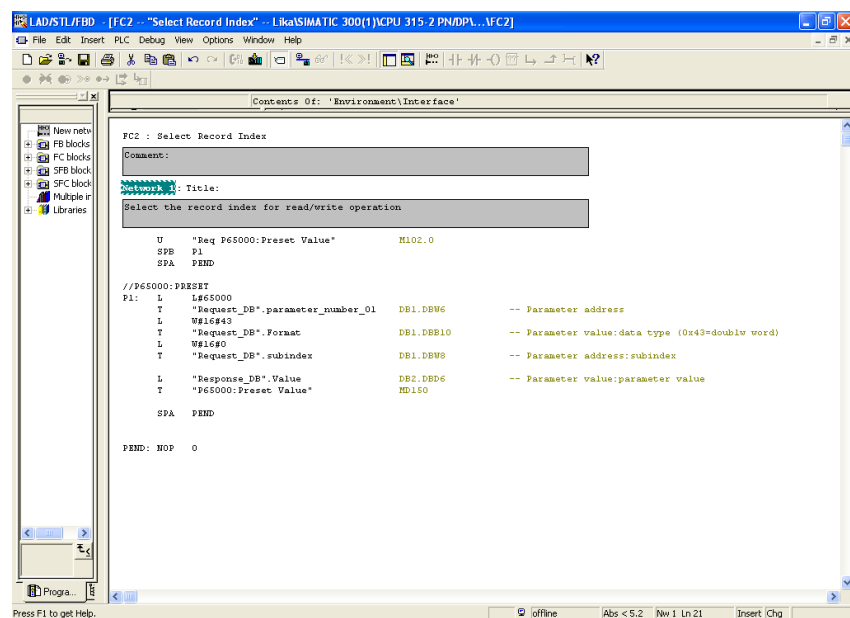 LAD/STL/FBD - [FC2 -- "Select Record Index" -- Lika\SIMATIC 300(1)\CPU 315-2 PN/DP\...\FC2]
File Edit Insert PLC Debug View Options Window Help
Contents Of: 'Environment\Interface'
New netw
FB blocks
FC blocks
SFB block
SFC block
Multiple in
Libraries
FC2 : Select Record Index
Comment:
Network 1: Title:
Select the record index for read/write operation
U "Req P65000:Preset Value" M102.0
SPB P1
SPA PEND
//P65000:PRESET
P1: L L#65000
T "Request_DB".parameter_number_01 DB1.DBW6 -- Parameter address
L W#16#43
T "Request_DB".Format DB1.DBB10 -- Parameter value:data type (0x43=doublw word)
L W#16#0
T "Request_DB".subindex DB1.DBW8 -- Parameter address:subindex
L "Response_DB".Value DB2.DBD6 -- Parameter value:parameter value
T "P65000:Preset Value" MD150
SPA PEND
PEND: NOP 0
Progra...
Press F1 to get Help.
offline Abs < 5.2 Nw 1 Ln 21 Insert Chg